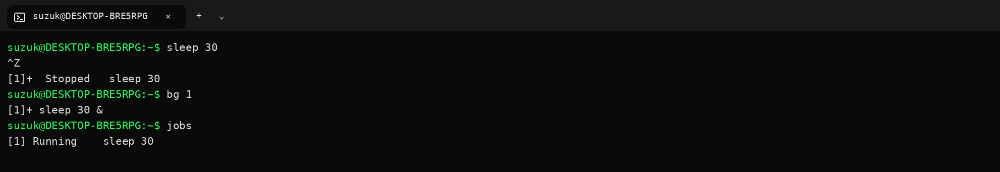 suzuk@DESKTOP-BRE5RPG × + ⌄
suzuk@DESKTOP-BRE5RPG:~$ sleep 30
^Z
[1]+  Stopped   sleep 30
suzuk@DESKTOP-BRE5RPG:~$ bg 1
[1]+ sleep 30 &
suzuk@DESKTOP-BRE5RPG:~$ jobs
[1] Running    sleep 30